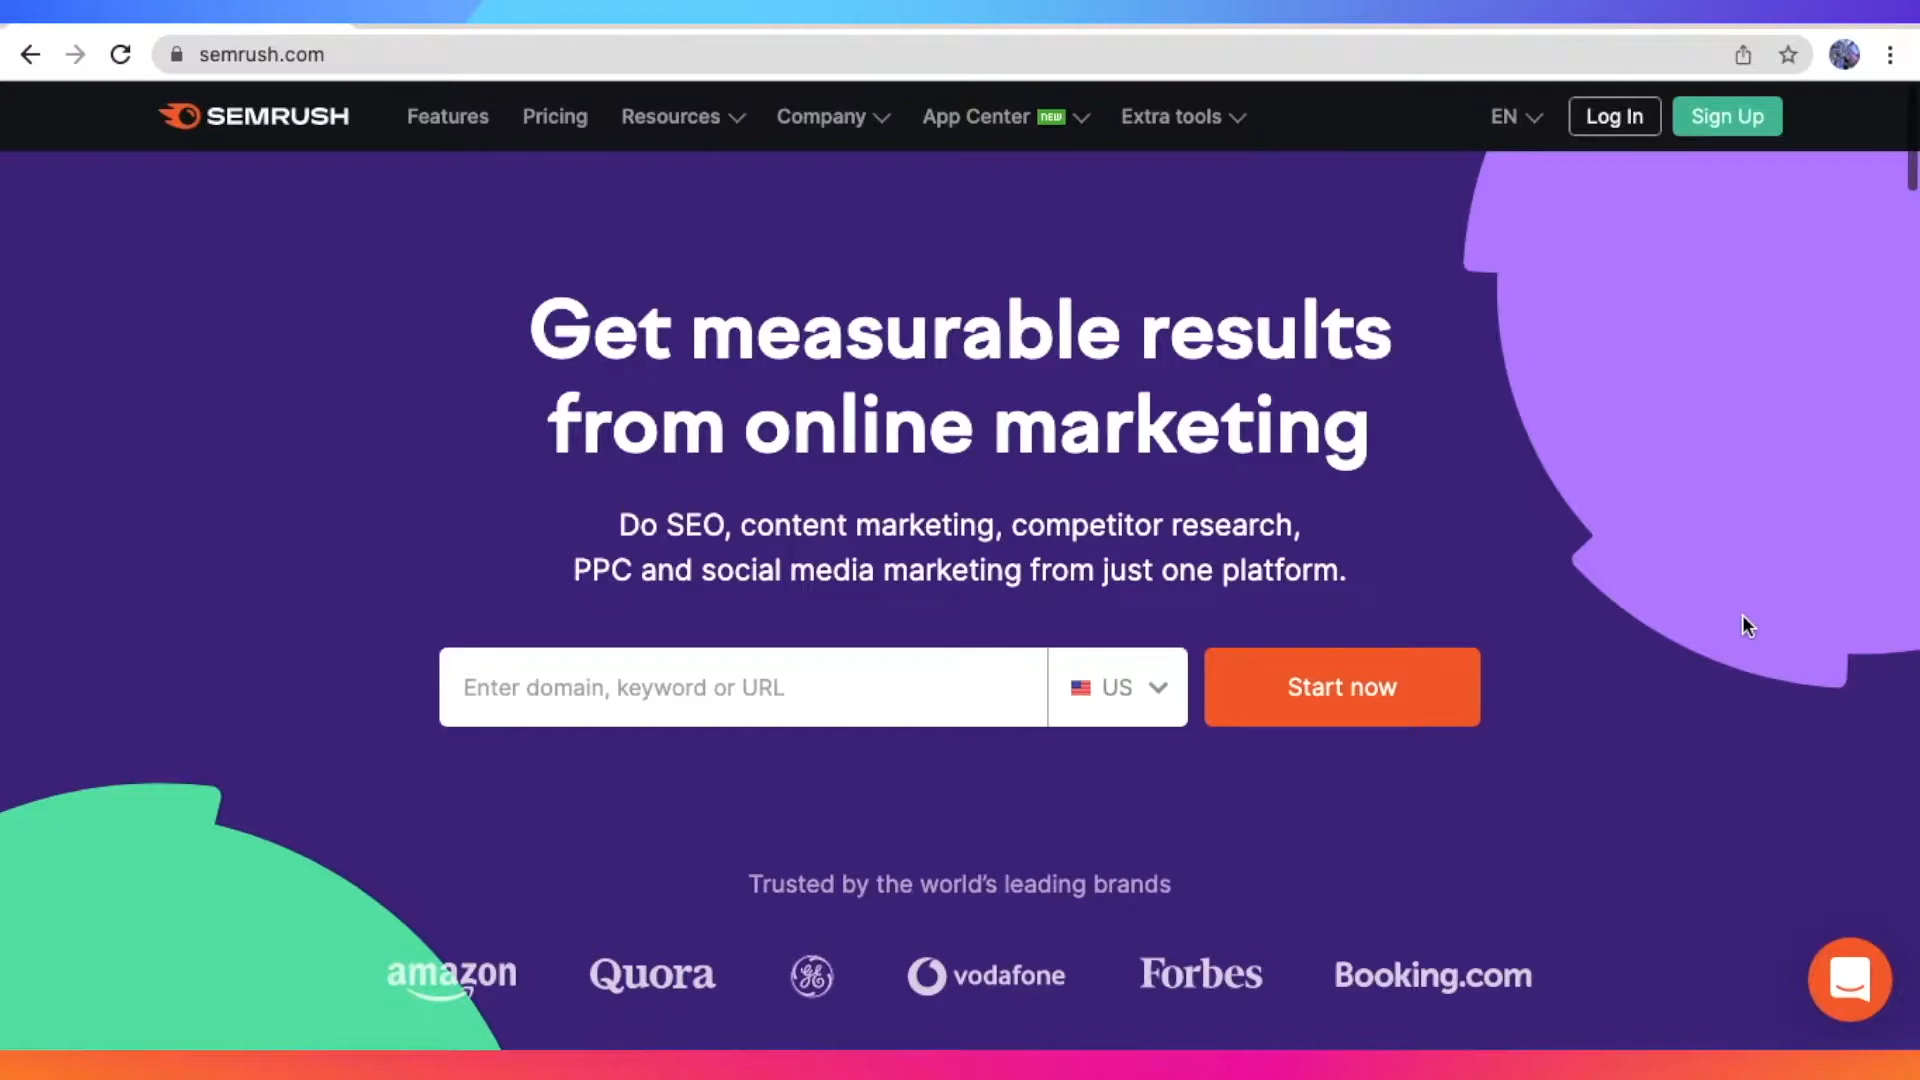 semrush.com
SEMRUSH Features Pricing Resources Company App Center NEW Extra tools EN Log In Sign Up
Get measurable results
from online marketing
Do SEO, content marketing, competitor research,
PPC and social media marketing from just one platform.
Enter domain, keyword or URL US Start now
Trusted by the world's leading brands
amazon Quora GE vodafone Forbes Booking.com